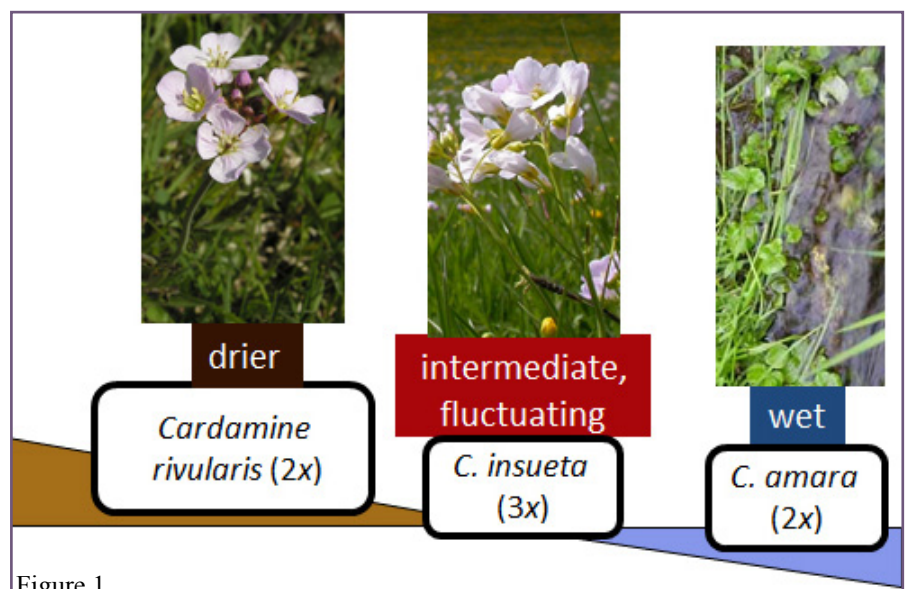 drier
Cardamine
rivularis (2x)
intermediate,
fluctuating
C. insueta
(3x)
wet
C. amara
(2x)
Figure 1